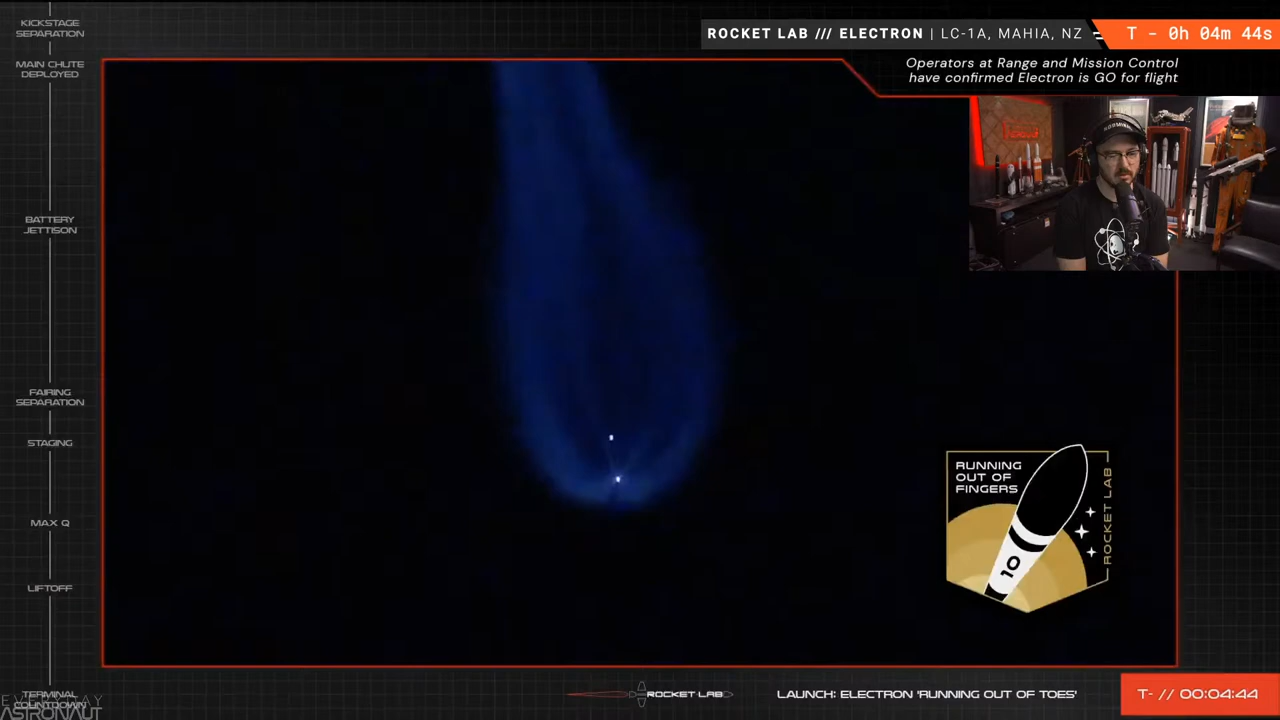 KICKSTAGE
SEPARATION
MAIN CHUTE
DEPLOYED
BATTERY
JETTISON
FAIRING
SEPARATION
STAGING
MAX Q
LIFTOFF
TERMINAL
COUNTDOWN
EVERYDAY
ASTRONAUT
ROCKET LAB /// ELECTRON | LC-1A, MAHIA, NZ
T - 0h 04m 44s
Operators at Range and Mission Control
have confirmed Electron is GO for flight
RUNNING
OUT OF
FINGERS
ROCKET LAB
10
ROCKET LAB
LAUNCH: ELECTRON 'RUNNING OUT OF TOES'
T- // 00:04:44